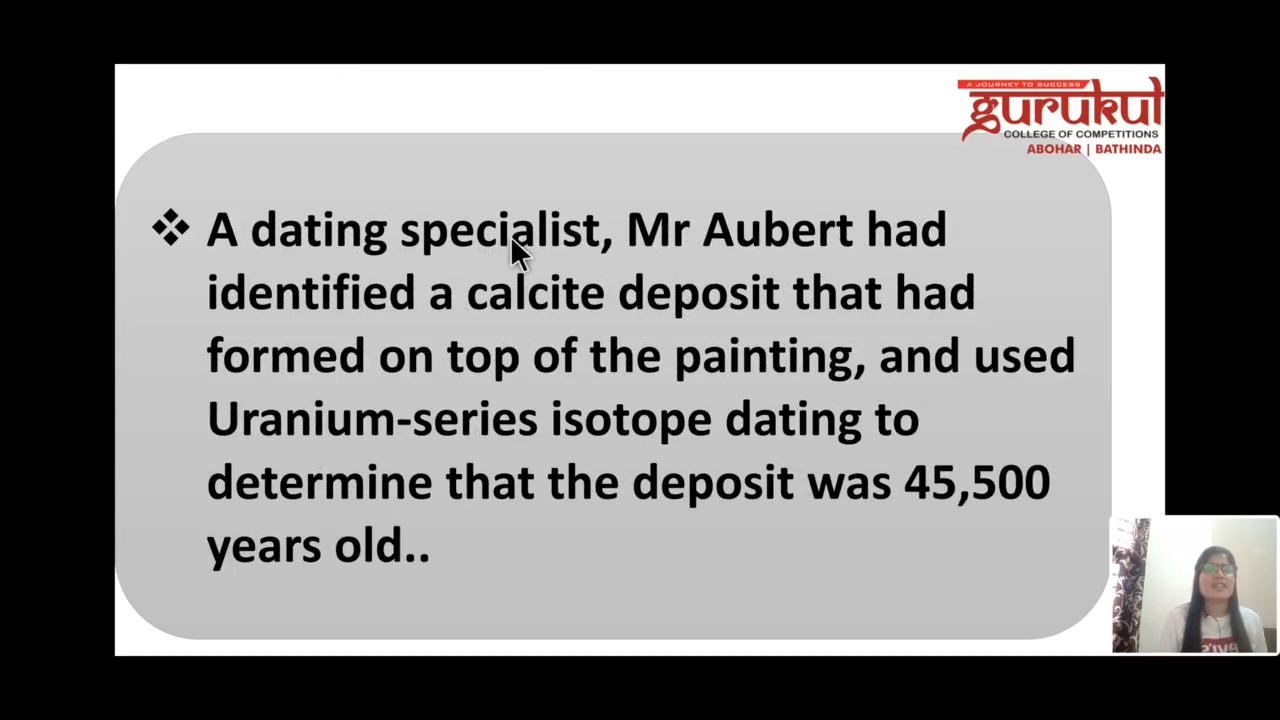 A JOURNEY TO SUCCESS
gurukul
COLLEGE OF COMPETITIONS
ABOHAR | BATHINDA
❖ A dating specialist, Mr Aubert had
identified a calcite deposit that had
formed on top of the painting, and used
Uranium-series isotope dating to
determine that the deposit was 45,500
years old..